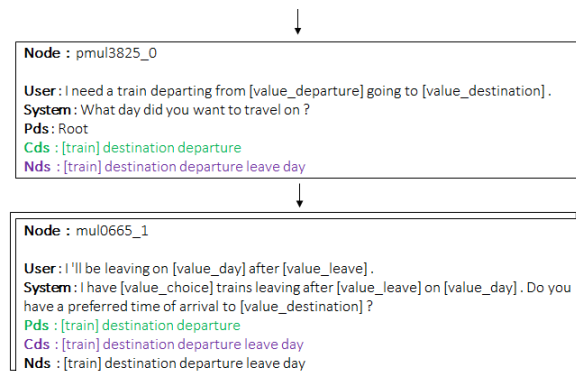 Node : pmul3825_0
User : I need a train departing from [value_departure] going to [value_destination] .
System : What day did you want to travel on ?
Pds : Root
Cds : [train] destination departure
Nds : [train] destination departure leave day
Node : mul0665_1
User : I 'll be leaving on [value_day] after [value_leave] .
System : I have [value_choice] trains leaving after [value_leave] on [value_day] . Do you
have a preferred time of arrival to [value_destination] ?
Pds : [train] destination departure
Cds : [train] destination departure leave day
Nds : [train] destination departure leave day